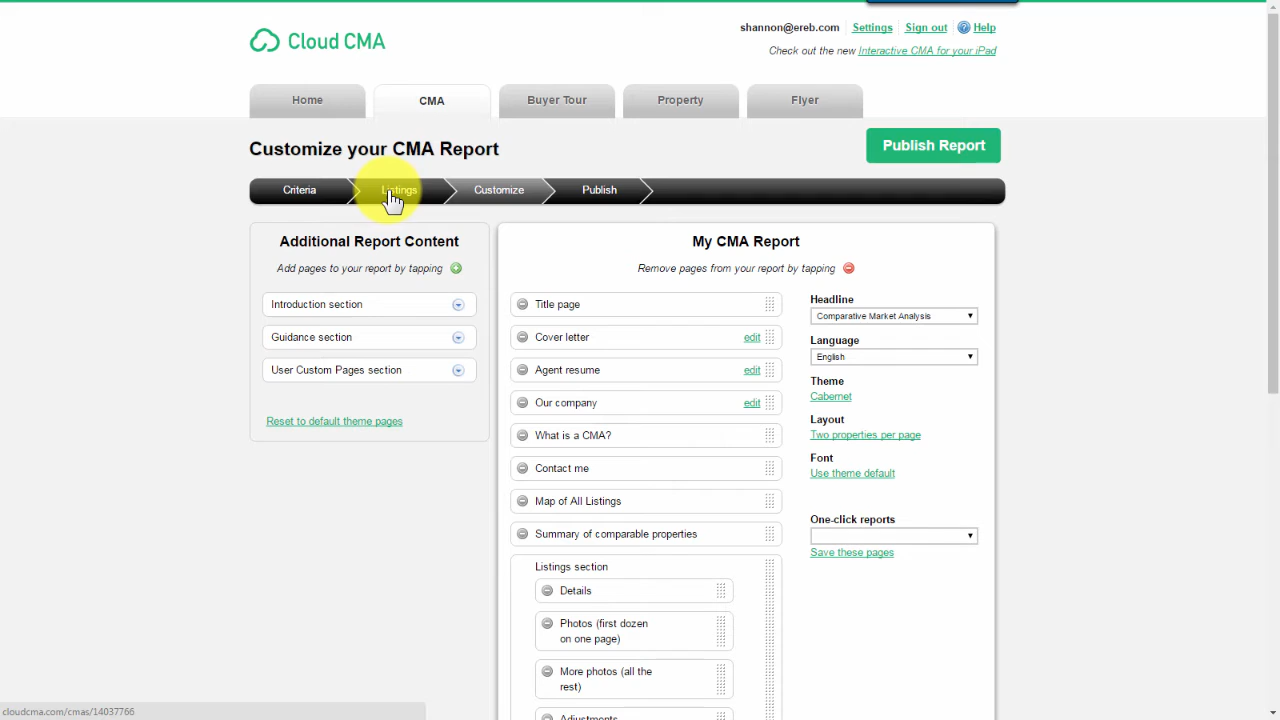 shannon@ereb.com Settings Sign out Help
Cloud CMA
Check out the new Interactive CMA for your iPad
Home CMA Buyer Tour Property Flyer
Customize your CMA Report
Publish Report
Criteria Listings Customize Publish
Additional Report Content
Add pages to your report by tapping
Introduction section
Guidance section
User Custom Pages section
Reset to default theme pages
My CMA Report
Remove pages from your report by tapping
Title page
Cover letter edit
Agent resume edit
Our company edit
What is a CMA?
Contact me
Map of All Listings
Summary of comparable properties
Listings section
Details
Photos (first dozen
on one page)
More photos (all the
rest)
Adjustments
Headline
Comparative Market Analysis
Language
English
Theme
Cabernet
Layout
Two properties per page
Font
Use theme default
One-click reports
Save these pages
cloudcma.com/cmas/14037766